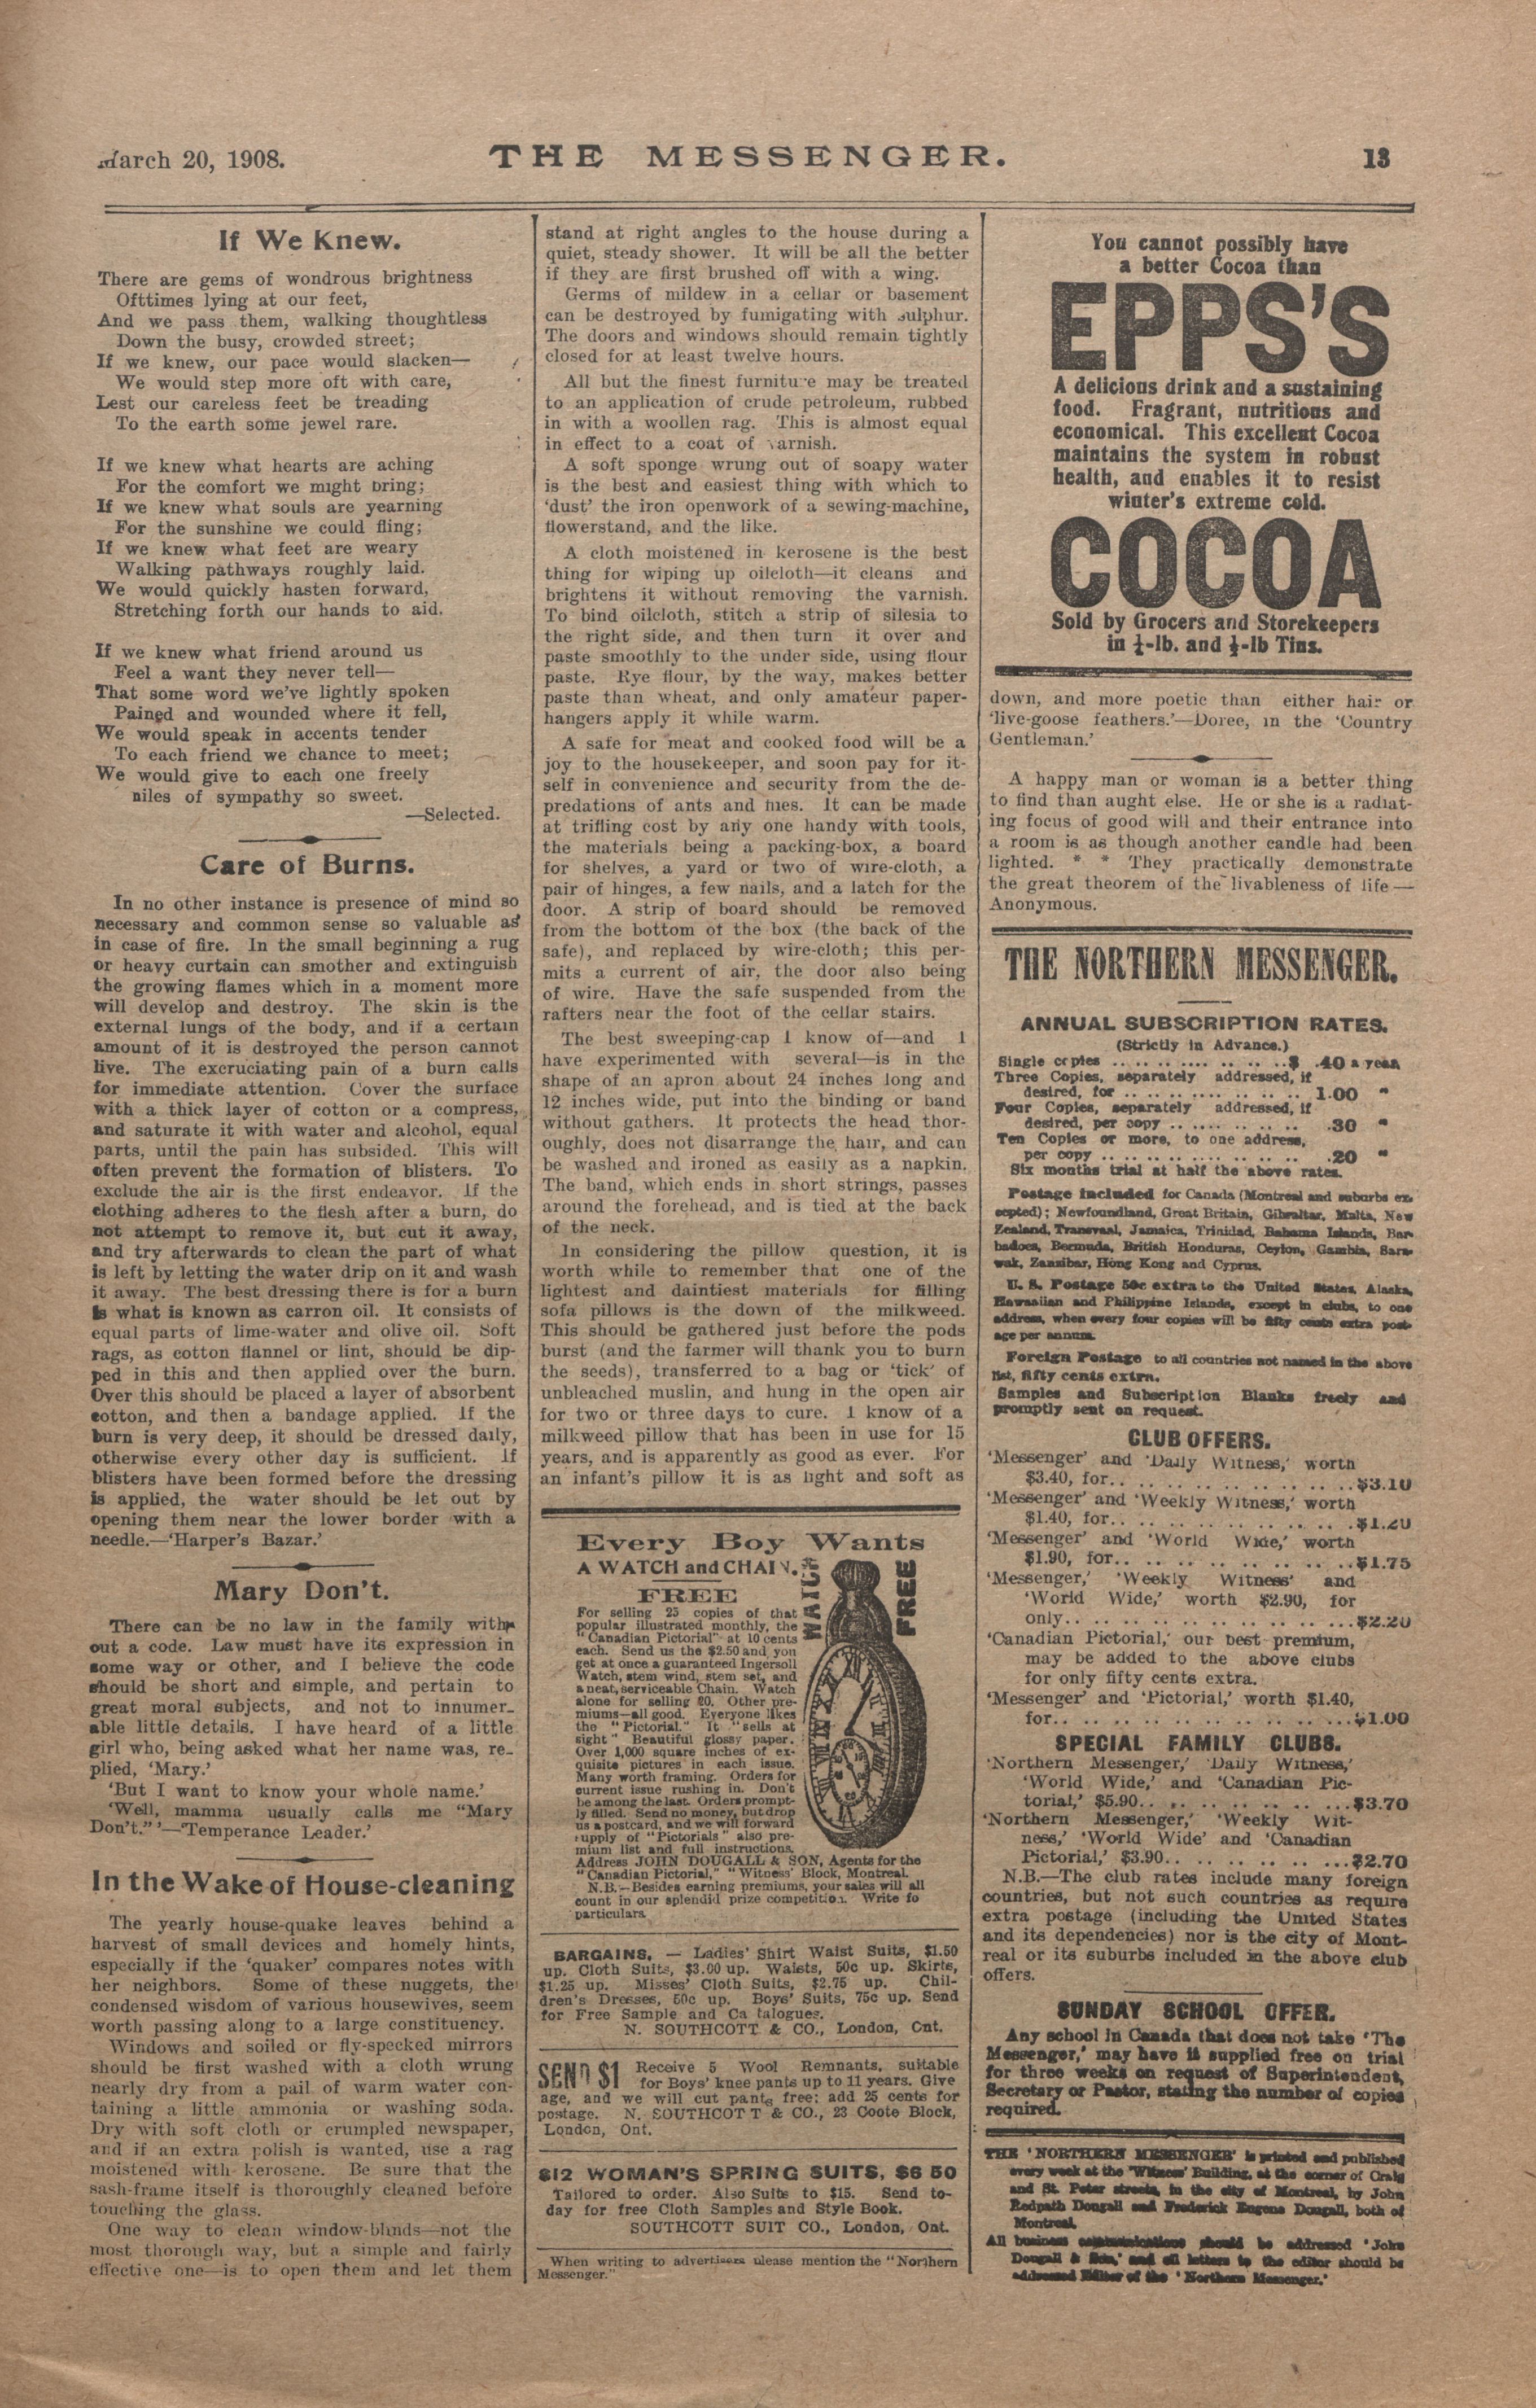 March 20, 1908.
THE MESSENGER.
13
If We Knew.
There are gems of wondrous brightness
Ofttimes lying at our feet,
And we pass them, walking thoughtless
Down the busy, crowded street;
If we knew, our pace would slacken—
We would step more oft with care,
Lest our careless feet be treading
To the earth some jewel rare.
If we knew what hearts are aching
For the comfort we might bring;
If we knew what souls are yearning
For the sunshine we could fling;
If we knew what feet are weary
Walking pathways roughly laid.
We would quickly hasten forward,
Stretching forth our hands to aid.
If we knew what friend around us
Feel a want they never tell—
That some word we've lightly spoken
Pained and wounded where it fell,
We would speak in accents tender
To each friend we chance to meet;
We would give to each one freely
niles of sympathy so sweet.
—Selected.
Care of Burns.
In no other instance is presence of mind so
necessary and common sense so valuable as
in case of fire. In the small beginning a rug
or heavy curtain can smother and extinguish
the growing flames which in a moment more
will develop and destroy. The skin is the
external lungs of the body, and if a certain
amount of it is destroyed the person cannot
live. The excruciating pain of a burn calls
for immediate attention. Cover the surface
with a thick layer of cotton or a compress,
and saturate it with water and alcohol, equal
parts, until the pain has subsided. This will
often prevent the formation of blisters. To
exclude the air is the first endeavor. If the
clothing adheres to the flesh after a burn, do
not attempt to remove it, but cut it away,
and try afterwards to clean the part of what
is left by letting the water drip on it and wash
it away. The best dressing there is for a burn
is what is known as carron oil. It consists of
equal parts of lime-water and olive oil. Soft
rags, as cotton flannel or lint, should be dip-
ped in this and then applied over the burn.
Over this should be placed a layer of absorbent
cotton, and then a bandage applied. If the
burn is very deep, it should be dressed daily,
otherwise every other day is sufficient. If
blisters have been formed before the dressing
is applied, the water should be let out by
opening them near the lower border with a
needle.—'Harper's Bazar.'
Mary Don't.
There can be no law in the family with-
out a code. Law must have its expression in
some way or other, and I believe the code
should be short and simple, and pertain to
great moral subjects, and not to innumer-
able little details. I have heard of a little
girl who, being asked what her name was, re-
plied, 'Mary.'
'But I want to know your whole name.'
'Well, mamma usually calls me "Mary
Don't."'—'Temperance Leader.'
In the Wake of House-cleaning
The yearly house-quake leaves behind a
harvest of small devices and homely hints,
especially if the 'quaker' compares notes with
her neighbors. Some of these nuggets, the
condensed wisdom of various housewives, seem
worth passing along to a large constituency.
Windows and soiled or fly-specked mirrors
should be first washed with a cloth wrung
nearly dry from a pail of warm water con-
taining a little ammonia or washing soda.
Dry with soft cloth or crumpled newspaper,
and if an extra polish is wanted, use a rag
moistened with kerosene. Be sure that the
sash-frame itself is thoroughly cleaned before
touching the glass.
One way to clean window-blinds—not the
most thorough way, but a simple and fairly
effective one—is to open them and let them
stand at right angles to the house during a
quiet, steady shower. It will be all the better
if they are first brushed off with a wing.
Germs of mildew in a cellar or basement
can be destroyed by fumigating with sulphur.
The doors and windows should remain tightly
closed for at least twelve hours.
All but the finest furniture may be treated
to an application of crude petroleum, rubbed
in with a woollen rag. This is almost equal
in effect to a coat of varnish.
A soft sponge wrung out of soapy water
is the best and easiest thing with which to
'dust' the iron openwork of a sewing-machine,
flowerstand, and the like.
A cloth moistened in kerosene is the best
thing for wiping up oilcloth—it cleans and
brightens it without removing the varnish.
To bind oilcloth, stitch a strip of silesia to
the right side, and then turn it over and
paste smoothly to the under side, using flour
paste. Rye flour, by the way, makes better
paste than wheat, and only amateur paper-
hangers apply it while warm.
A safe for meat and cooked food will be a
joy to the housekeeper, and soon pay for it-
self in convenience and security from the de-
predations of ants and flies. It can be made
at trifling cost by any one handy with tools,
the materials being a packing-box, a board
for shelves, a yard or two of wire-cloth, a
pair of hinges, a few nails, and a latch for the
door. A strip of board should be removed
from the bottom of the box (the back of the
safe), and replaced by wire-cloth; this per-
mits a current of air, the door also being
of wire. Have the safe suspended from the
rafters near the foot of the cellar stairs.
The best sweeping-cap I know of—and I
have experimented with several—is in the
shape of an apron about 24 inches long and
12 inches wide, put into the binding or band
without gathers. It protects the head thor-
oughly, does not disarrange the hair, and can
be washed and ironed as easily as a napkin.
The band, which ends in short strings, passes
around the forehead, and is tied at the back
of the neck.
In considering the pillow question, it is
worth while to remember that one of the
lightest and daintiest materials for filling
sofa pillows is the down of the milkweed.
This should be gathered just before the pods
burst (and the farmer will thank you to burn
the seeds), transferred to a bag or 'tick' of
unbleached muslin, and hung in the open air
for two or three days to cure. I know of a
milkweed pillow that has been in use for 15
years, and is apparently as good as ever. For
an infant's pillow it is as light and soft as
Every Boy Wants
A WATCH and CHAIN.
FREE
WATCH
FREE
For selling 25 copies of that
popular illustrated monthly, the
"Canadian Pictorial" at 10 cents
each. Send us the $2.50 and you
get at once a guaranteed Ingersoll
Watch, stem wind, stem set, and
a neat, serviceable Chain. Watch
alone for selling 20. Other pre-
miums—all good. Everyone likes
the "Pictorial." It "sells at
sight" Beautiful glossy paper.
Over 1,000 square inches of ex-
quisite pictures in each issue.
Many worth framing. Orders for
current issue rushing in. Don't
be among the last. Orders prompt-
ly filled. Send no money, but drop
us a postcard, and we will forward
supply of "Pictorials" also pre-
mium list and full instructions.
Address JOHN DOUGALL & SON, Agents for the
"Canadian Pictorial," "Witness' Block, Montreal.
N.B.—Besides earning premiums, your sales will all
count in our splendid prize competition. Write fo
particulars
BARGAINS. — Ladies' Shirt Waist Suits, $1.50
up. Cloth Suits, $3.00 up. Waists, 50c up. Skirts,
$1.25 up. Misses' Cloth Suits, $2.75 up. Chil-
dren's Dresses, 50c up. Boys' Suits, 75c up. Send
for Free Sample and Ca talogues.
N. SOUTHCOTT & CO., London, Ont.
SEND $1 Receive 5 Wool Remnants, suitable
for Boys' knee pants up to 11 years. Give
age, and we will cut pants free: add 25 cents for
postage. N. SOUTHCOTT & CO., 23 Coote Block,
London, Ont.
$12 WOMAN'S SPRING SUITS, $6 50
Tailored to order. Also Suits to $15. Send to-
day for free Cloth Samples and Style Book.
SOUTHCOTT SUIT CO., London, Ont.
When writing to advertisers please mention the "Northern
Messenger."
You cannot possibly have
a better Cocoa than
EPPS'S
A delicious drink and a sustaining
food. Fragrant, nutritious and
economical. This excellent Cocoa
maintains the system in robust
health, and enables it to resist
winter's extreme cold.
COCOA
Sold by Grocers and Storekeepers
in ¼-lb. and ½-lb Tins.
down, and more poetic than either hair or
'live-goose feathers.'—Doree, in the 'Country
Gentleman.'
A happy man or woman is a better thing
to find than aught else. He or she is a radiat-
ing focus of good will and their entrance into
a room is as though another candle had been
lighted. * * They practically demonstrate
the great theorem of the livableness of life—
Anonymous.
THE NORTHERN MESSENGER.
ANNUAL SUBSCRIPTION RATES.
(Strictly in Advance.)
Single copies .. .. .. .... .. .. ..$ .40 a year
Three Copies, separately addressed, if
desired, for .. .. .. .... .. .. .. 1.00 "
Four Copies, separately addressed, if
desired, per copy .. .. .... .. .. .30 "
Ten Copies or more, to one address,
per copy .. .. .. .. .... .. .. .. .20 "
Six months trial at half the above rates.
Postage included for Canada (Montreal and suburbs ex-
cepted); Newfoundland, Great Britain, Gibraltar, Malta, New
Zealand, Transvaal, Jamaica, Trinidad, Bahama Islands, Bar-
badoes, Bermuda, British Honduras, Ceylon, Gambia, Sara-
wak, Zanzibar, Hong Kong and Cyprus.
U. S. Postage 50c extra to the United States, Alaska,
Hawaiian and Philippine Islands, except in clubs, to one
address, when every four copies will be fifty cents extra post-
age per annum.
Foreign Postage to all countries not named in the above
list, fifty cents extra.
Samples and Subscription Blanks freely and
promptly sent on request.
CLUB OFFERS.
'Messenger' and 'Daily Witness,' worth
$3.40, for.. .. .. .. .. .. .. .. ..$3.10
'Messenger' and 'Weekly Witness,' worth
$1.40, for.. .. .. .. .. .. .. .. ..$1.20
'Messenger' and 'World Wide,' worth
$1.90, for.. .. .. .. .. .. .. .. ..$1.75
'Messenger,' 'Weekly Witness' and
'World Wide,' worth $2.90, for
only.. .. .. .. .. .. .. .. .. .. ..$2.20
'Canadian Pictorial,' our best premium,
may be added to the above clubs
for only fifty cents extra.
'Messenger' and 'Pictorial,' worth $1.40,
for.. .. .. .. .. .. .. .. .. .. ...$1.00
SPECIAL FAMILY CLUBS.
'Northern Messenger,' 'Daily Witness,'
'World Wide,' and 'Canadian Pic-
torial,' $5.90.. .. .. .. .. .. ...$3.70
'Northern Messenger,' 'Weekly Wit-
ness,' 'World Wide' and 'Canadian
Pictorial,' $3.90.. .. .. .. .. ...$2.70
N.B.—The club rates include many foreign
countries, but not such countries as require
extra postage (including the United States
and its dependencies) nor is the city of Mont-
real or its suburbs included in the above club
offers.
SUNDAY SCHOOL OFFER.
Any school in Canada that does not take 'The
Messenger,' may have it supplied free on trial
for three weeks on request of Superintendent,
Secretary or Pastor, stating the number of copies
required.
THE 'NORTHERN MESSENGER' is printed and published
every week at the 'Witness' Building, at the corner of Craig
and St. Peter streets, in the city of Montreal, by John
Redpath Dougall and Frederick Eugene Dougall, both of
Montreal.
All business communications should be addressed 'John
Dougall & Son,' and all letters to the editor should be
addressed Editor of the 'Northern Messenger.'